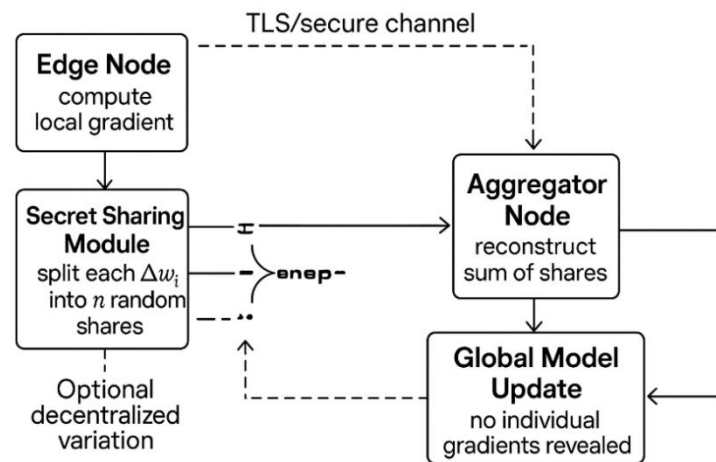 TLS/secure channel
Edge Node
compute
local gradient
Secret Sharing
Module
split each Δwᵢ
into n random
shares
Optional
decentralized
variation
Aggregator
Node
reconstruct
sum of shares
Global Model
Update
no individual
gradients revealed